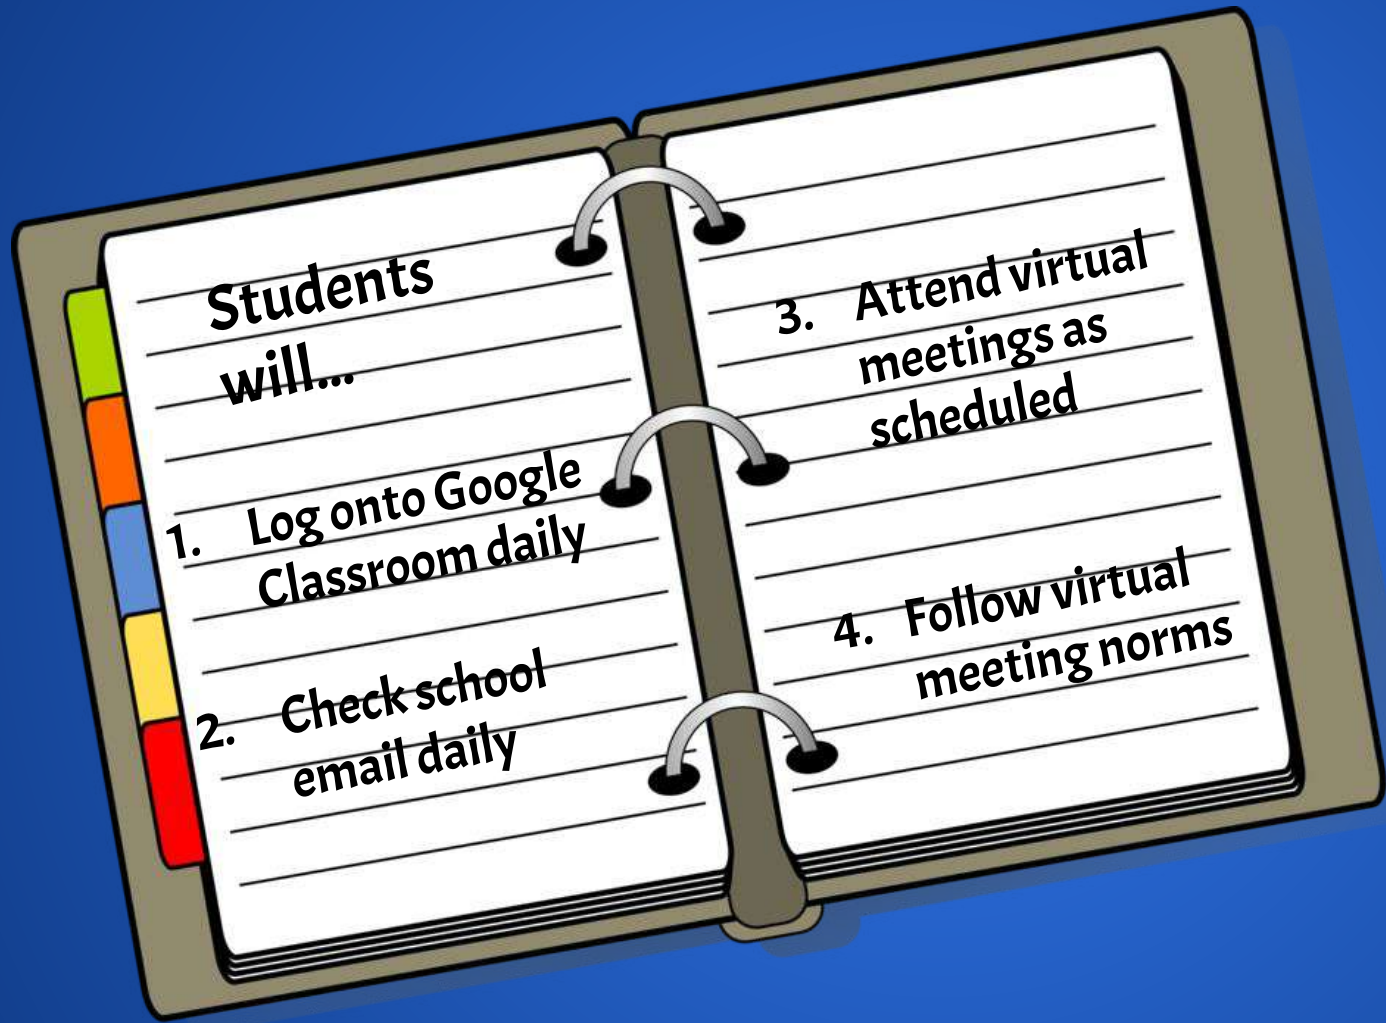 Students
will...
1. Log onto Google
Classroom daily
2. Check school
email daily
3. Attend virtual
meetings as
scheduled
4. Follow virtual
meeting norms